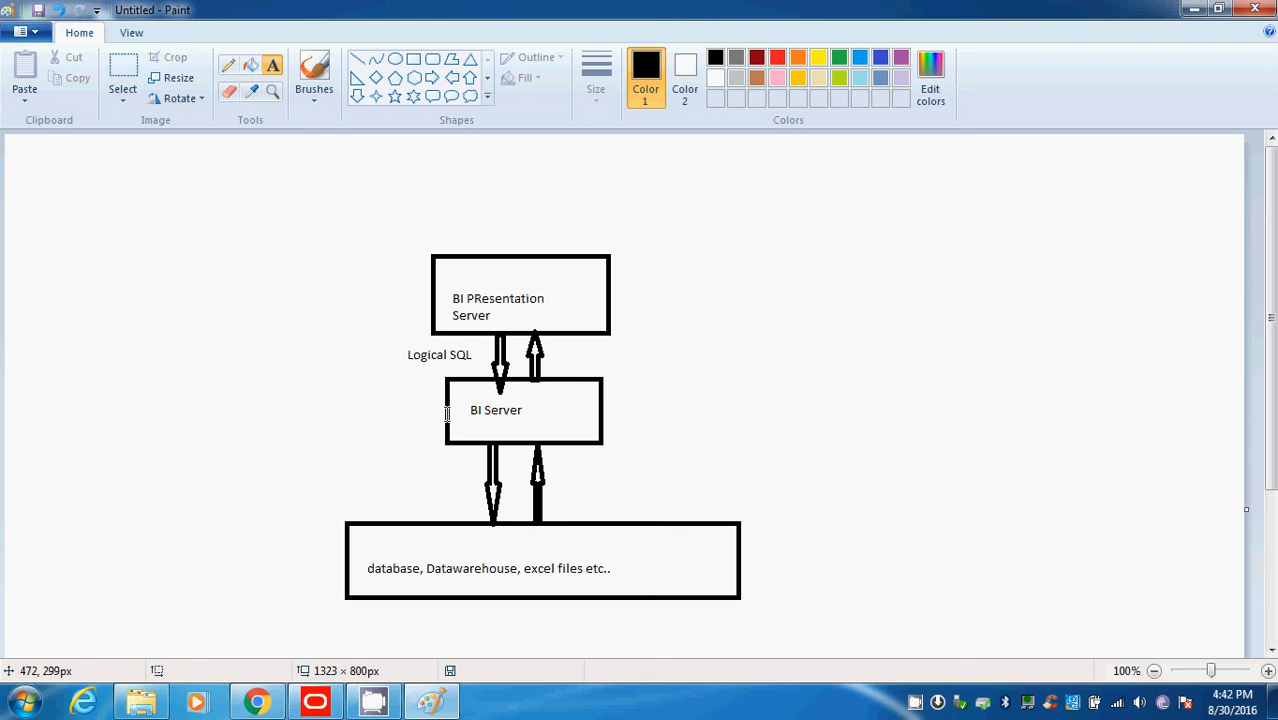 Untitled - Paint
Home
View
Paste
Cut
Copy
Clipboard
Select
Crop
Resize
Rotate
Image
A
Tools
Brushes
Outline
Fill
Shapes
Size
Color
1
Color
2
Edit
colors
Colors
BI PResentation
Server
Logical SQL
BI Server
database, Datawarehouse, excel files etc..
472, 299px
1323 × 800px
100%
4:42 PM
8/30/2016